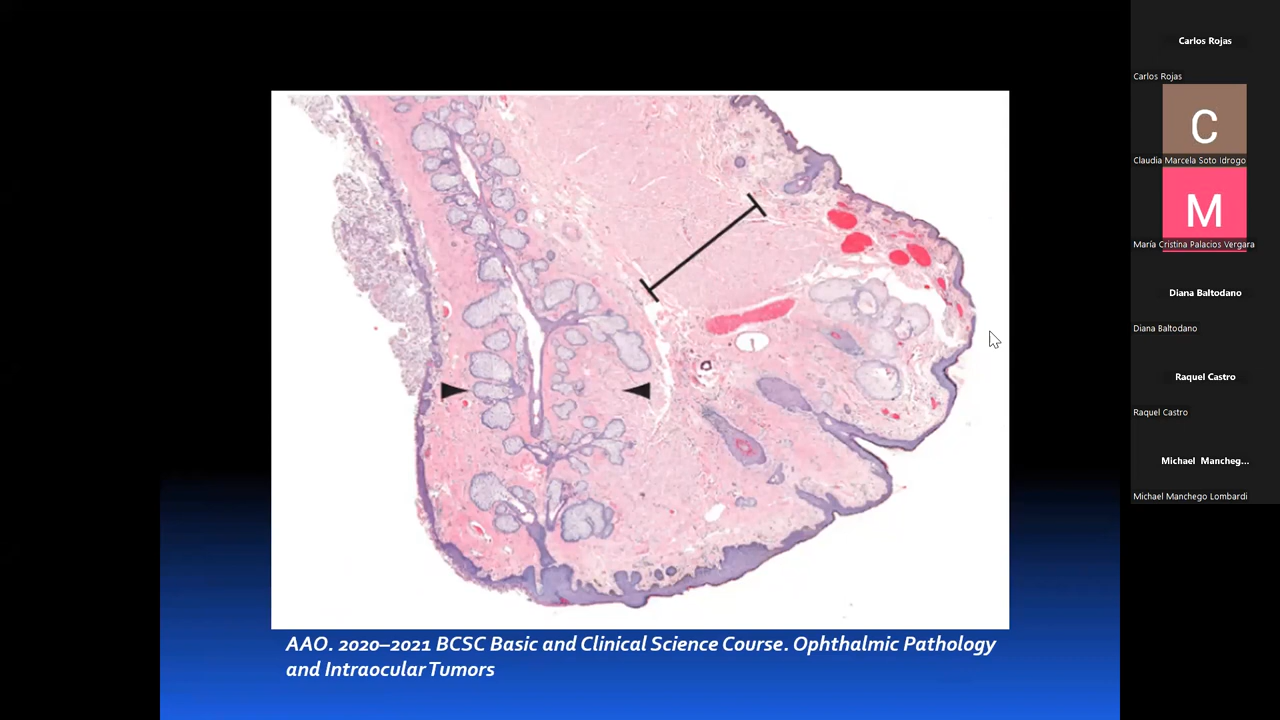 AAO. 2020–2021 BCSC Basic and Clinical Science Course. Ophthalmic Pathology
and Intraocular Tumors
Carlos Rojas
Carlos Rojas
C
Claudia Marcela Soto Idrogo
M
María Cristina Palacios Vergara
Diana Baltodano
Diana Baltodano
Raquel Castro
Raquel Castro
Michael Mancheg...
Michael Manchego Lombardi